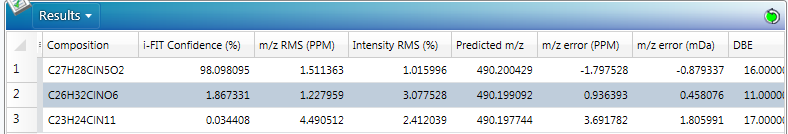 Results
Composition i-FIT Confidence (%) m/z RMS (PPM) Intensity RMS (%) Predicted m/z m/z error (PPM) m/z error (mDa) DBE
1 C27H28ClN5O2 98.098095 1.511363 1.015996 490.200429 -1.797528 -0.879337 16.0000
2 C26H32ClNO6 1.867331 1.227959 3.077528 490.199092 0.936393 0.458076 11.0000
3 C23H24ClN11 0.034408 4.490512 2.412039 490.197744 3.691782 1.805991 17.0000